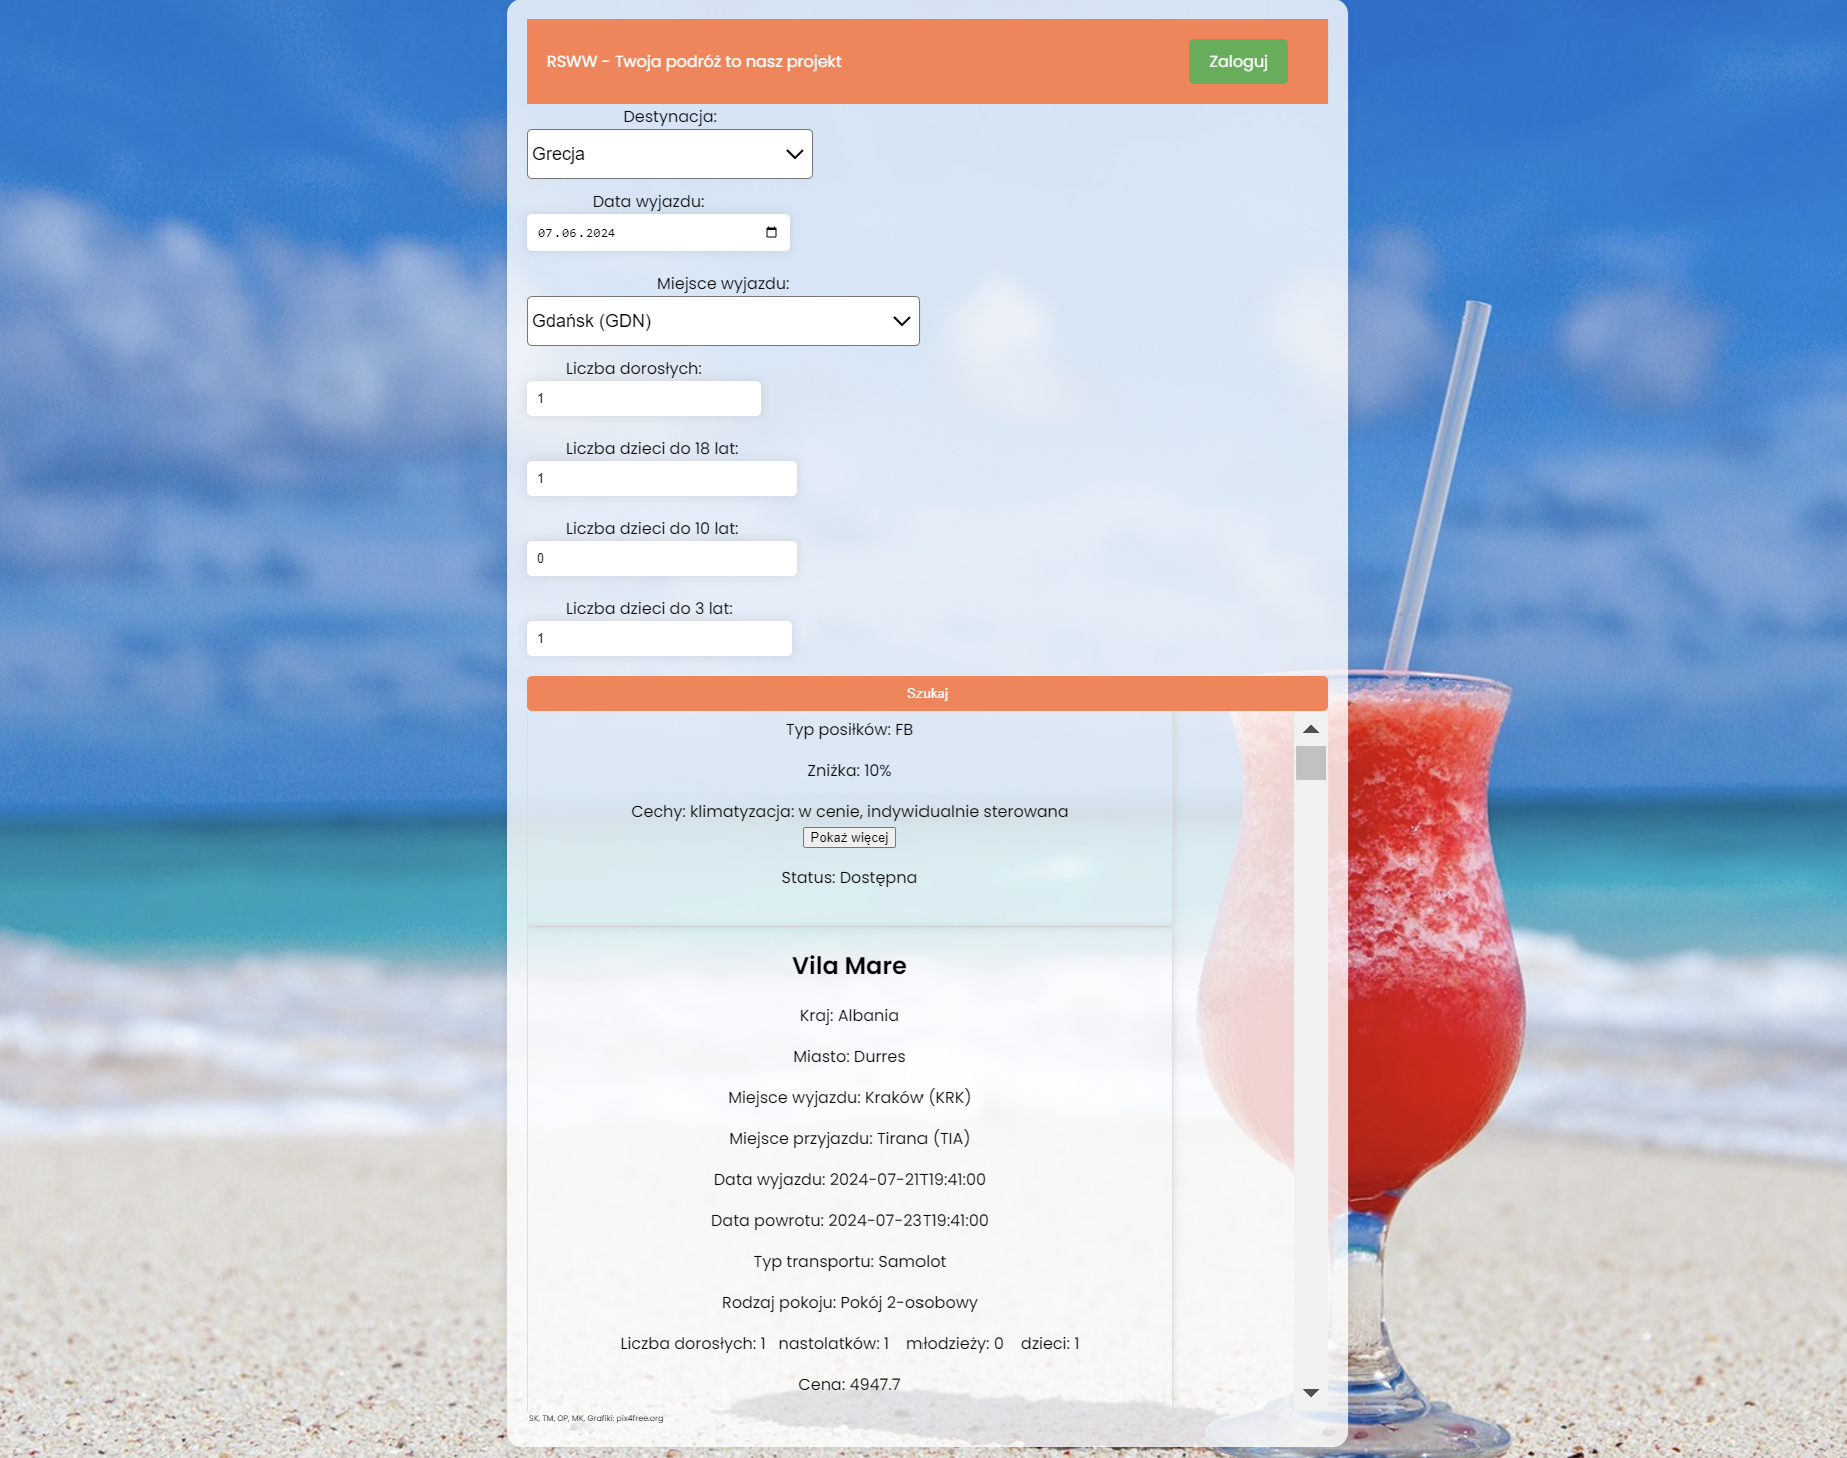 RSWW - Twoja podróż to nasz projekt
Zaloguj
Destynacja:
Grecja
Data wyjazdu:
07.06.2024
Miejsce wyjazdu:
Gdańsk (GDN)
Liczba dorosłych:
1
Liczba dzieci do 18 lat:
1
Liczba dzieci do 10 lat:
0
Liczba dzieci do 3 lat:
1
Szukaj
Typ posiłków: FB
Zniżka: 10%
Cechy: klimatyzacja: w cenie, indywidualnie sterowana
Pokaż więcej
Status: Dostępna
Vila Mare
Kraj: Albania
Miasto: Durres
Miejsce wyjazdu: Kraków (KRK)
Miejsce przyjazdu: Tirana (TIA)
Data wyjazdu: 2024-07-21T19:41:00
Data powrotu: 2024-07-23T19:41:00
Typ transportu: Samolot
Rodzaj pokoju: Pokój 2-osobowy
Liczba dorosłych: 1 nastolatków: 1 młodzieży: 0 dzieci: 1
Cena: 4947.7
SK, TM, OP, MK, Grafiki: pix4free.org